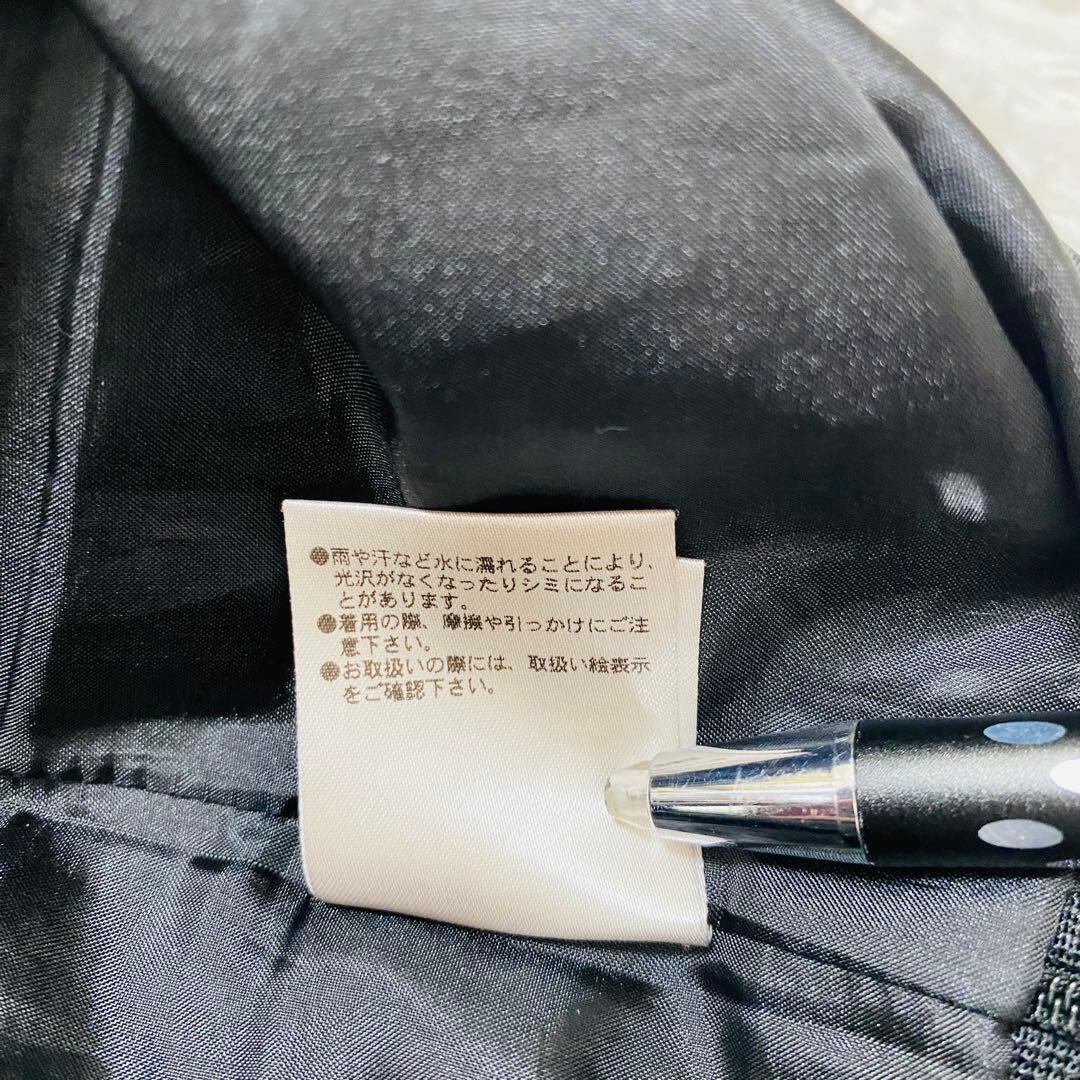 ●雨や汗など水に濡れることにより、
光沢がなくなったりシミになるこ
とがあります。
●着用の際、摩擦や引っかけにご注
意下さい。
●お取扱いの際には、取扱い絵表示
をご確認下さい。